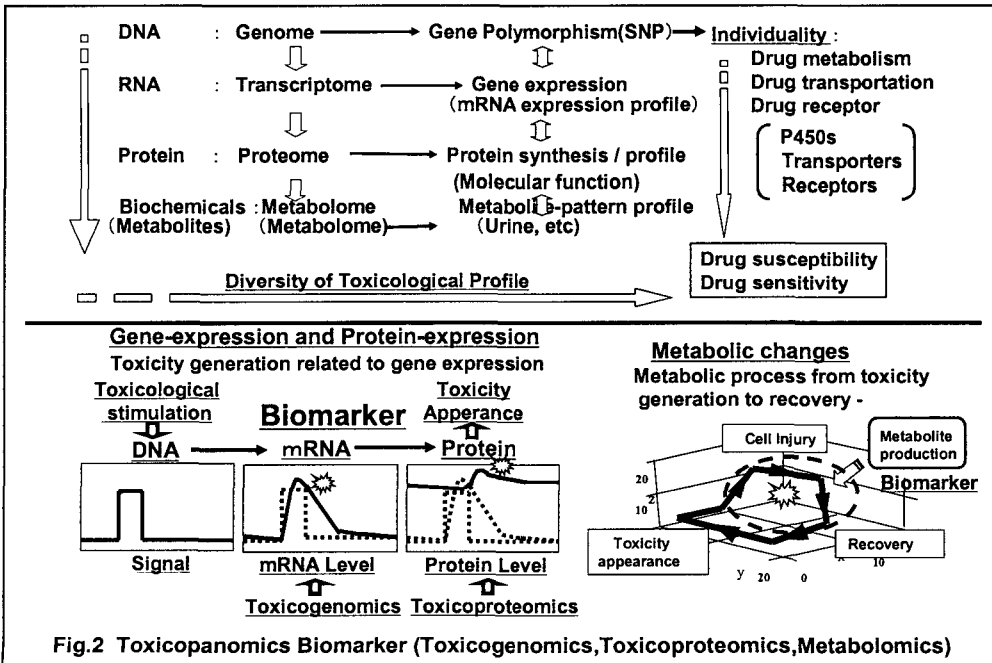 DNA : Genome Gene Polymorphism(SNP) Individuality :
Drug metabolism
Drug transportation
Drug receptor
RNA : Transcriptome Gene expression
(mRNA expression profile)
P450s
Transporters
Receptors
Protein : Proteome Protein synthesis / profile
(Molecular function)
Biochemicals : Metabolome Metabolic-pattern profile
(Metabolites) (Metabolome) (Urine, etc)
Drug susceptibility
Drug sensitivity
Diversity of Toxicological Profile
Gene-expression and Protein-expression
Toxicity generation related to gene expression
Toxicological
stimulation
Biomarker
Toxicity
Apperance
DNA mRNA Protein
Signal mRNA Level Protein Level
Toxicogenomics Toxicoproteomics
Metabolic changes
Metabolic process from toxicity
generation to recovery -
Cell Injury
Metabolite
production
Biomarker
20
2
10
Toxicity
appearance
Recovery
10
y 20 0
Fig.2 Toxicopanomics Biomarker (Toxicogenomics,Toxicoproteomics,Metabolomics)